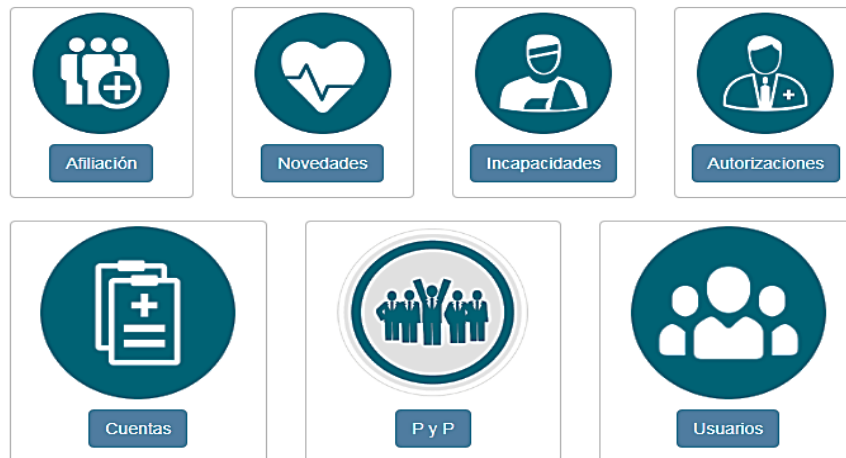 Afiliación
Novedades
Incapacidades
Autorizaciones
Cuentas
P y P
Usuarios